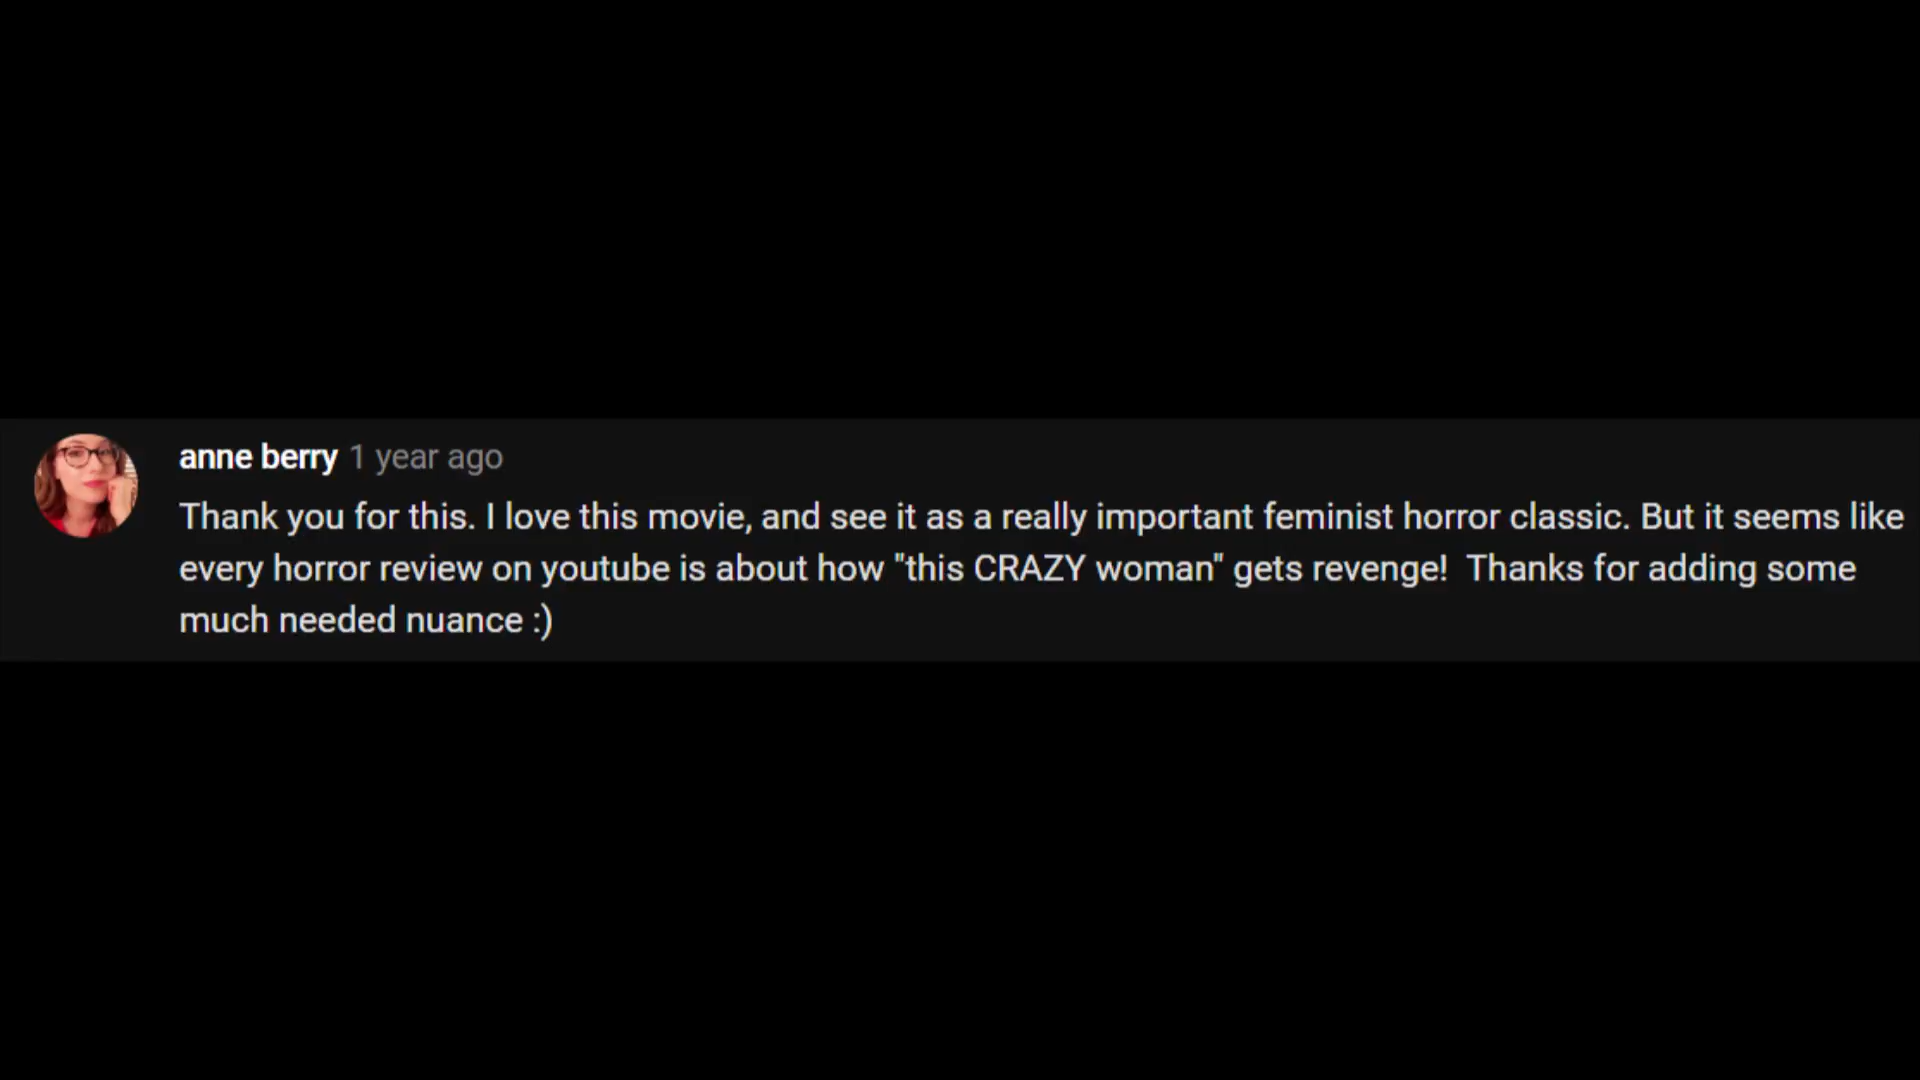 anne berry 1 year ago
Thank you for this. I love this movie, and see it as a really important feminist horror classic. But it seems like
every horror review on youtube is about how "this CRAZY woman" gets revenge!  Thanks for adding some
much needed nuance :)